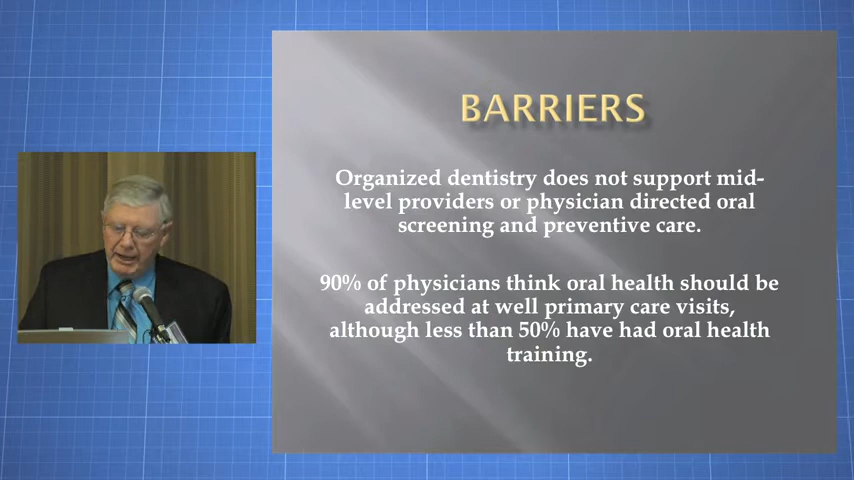 BARRIERS
Organized dentistry does not support mid-
level providers or physician directed oral
screening and preventive care.
90% of physicians think oral health should be
addressed at well primary care visits,
although less than 50% have had oral health
training.